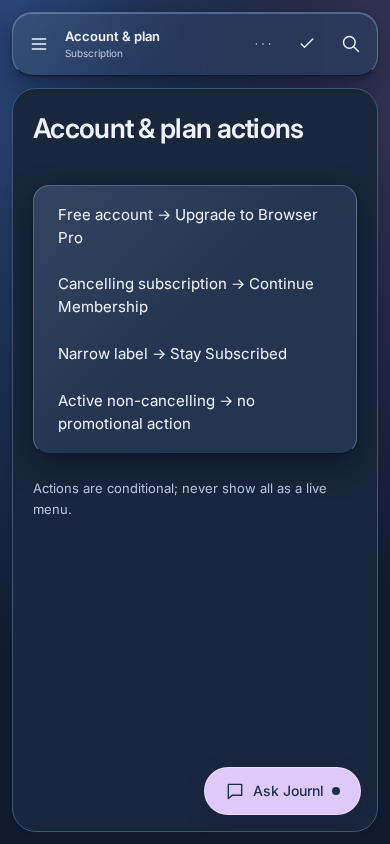 Account & plan
Subscription
...
Account & plan actions
Free account → Upgrade to Browser
Pro
Cancelling subscription → Continue
Membership
Narrow label → Stay Subscribed
Active non-cancelling → no
promotional action
Actions are conditional; never show all as a live
menu.
Ask Journl